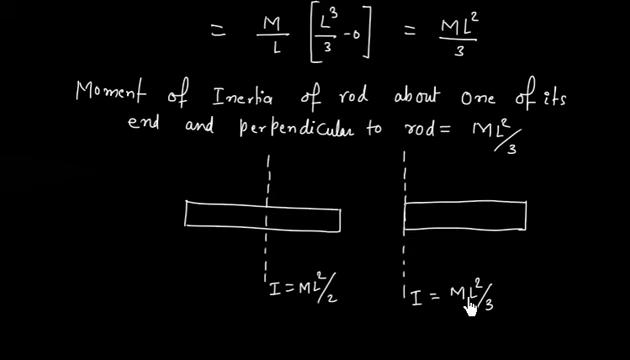 = M/L [L³/3 - 0] = ML²/3
Moment of Inertia of rod about one of its
end and perpendicular to rod = ML²/3
I = ML²/2
I = ML²/3